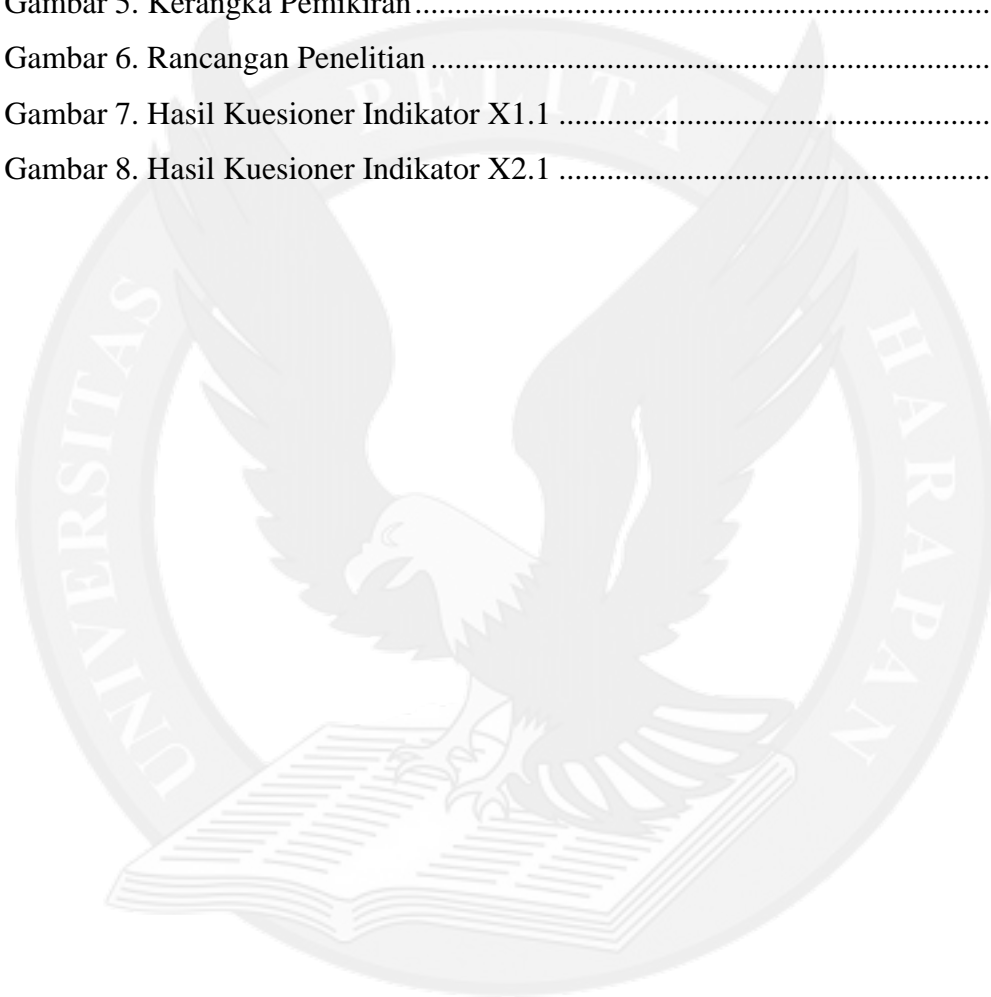 Gambar 5. Kerangka Pemikiran..........................................................................
Gambar 6. Rancangan Penelitian ........................................................................
Gambar 7. Hasil Kuesioner Indikator X1.1 ........................................................
Gambar 8. Hasil Kuesioner Indikator X2.1 ........................................................
UNIVERSITAS PELITA HARAPAN